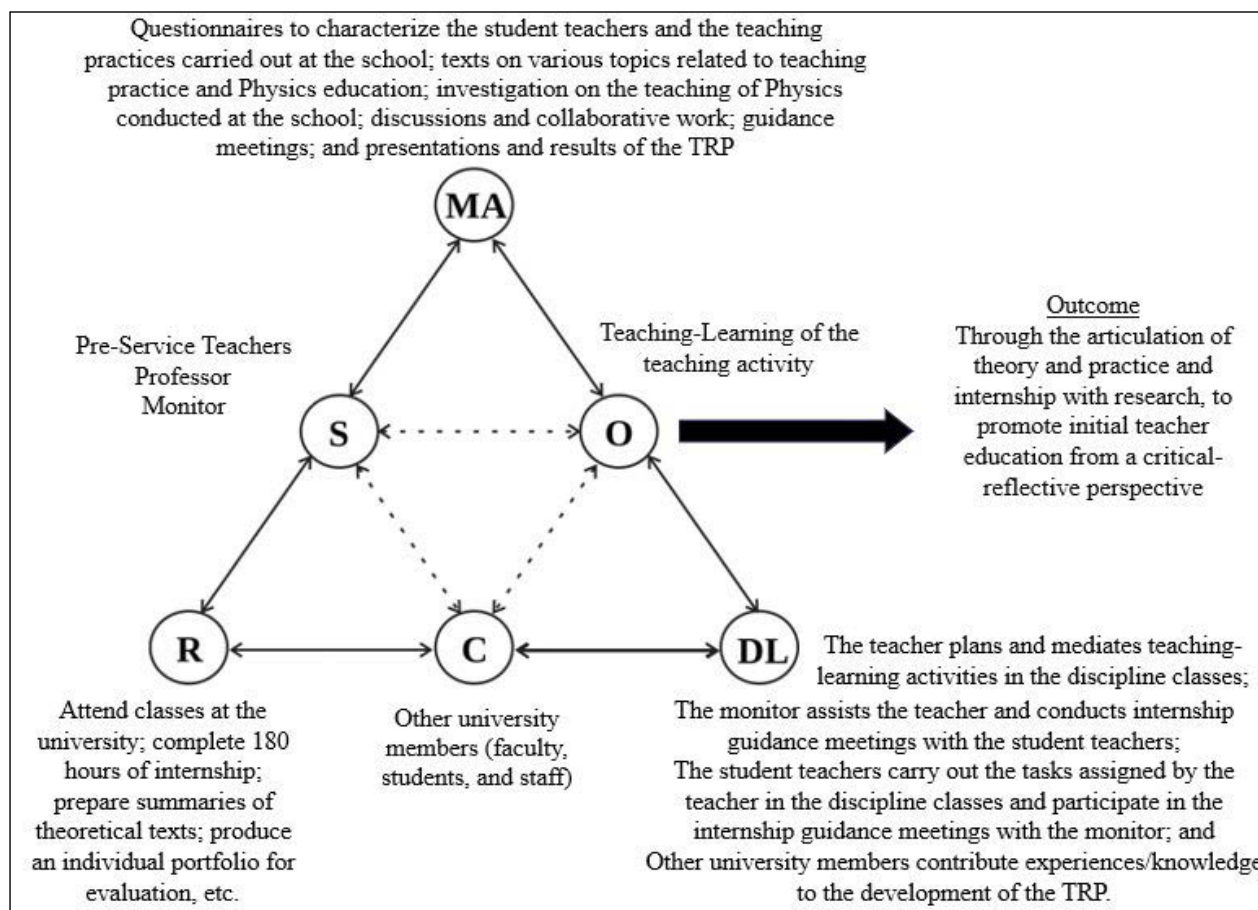 Questionnaires to characterize the student teachers and the teaching
practices carried out at the school; texts on various topics related to teaching
practice and Physics education; investigation on the teaching of Physics
conducted at the school; discussions and collaborative work; guidance
meetings; and presentations and results of the TRP
MA
Pre-Service Teachers
Professor
Monitor
Teaching-Learning of the
teaching activity
Outcome
Through the articulation of
theory and practice and
internship with research, to
promote initial teacher
education from a critical-
reflective perspective
S
O
R
C
DL
Attend classes at the
university; complete 180
hours of internship;
prepare summaries of
theoretical texts; produce
an individual portfolio for
evaluation, etc.
Other university
members (faculty,
students, and staff)
The teacher plans and mediates teaching-
learning activities in the discipline classes;
The monitor assists the teacher and conducts internship
guidance meetings with the student teachers;
The student teachers carry out the tasks assigned by the
teacher in the discipline classes and participate in the
internship guidance meetings with the monitor; and
Other university members contribute experiences/knowledge
to the development of the TRP.